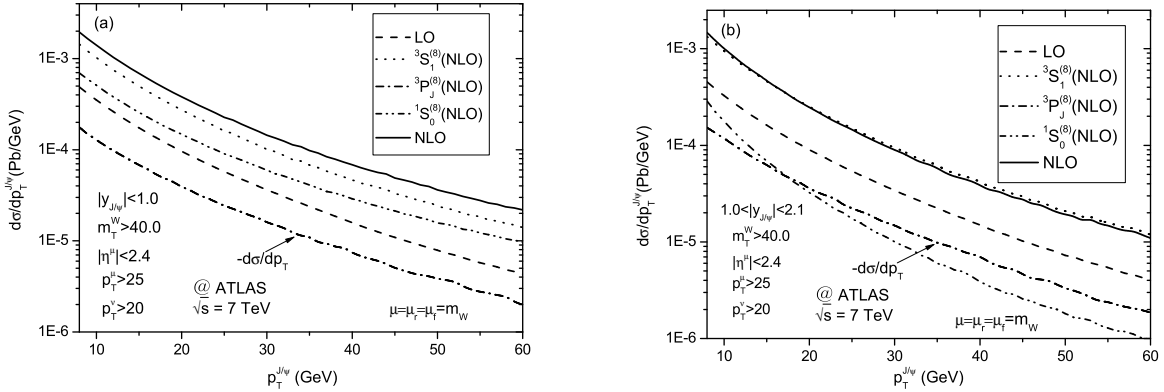 (a)
LO
³S₁⁽⁸⁾(NLO)
³P_J⁽⁸⁾(NLO)
¹S₀⁽⁸⁾(NLO)
NLO
1E-3
1E-4
1E-5
1E-6
dσ/dp_T^{J/ψ}(Pb/GeV)
|y_{J/ψ}|<1.0
m_T^W>40.0
|η^μ|<2.4
p_T^μ>25
p_T^ν>20
-dσ/dp_T
@ ATLAS
√s = 7 TeV
μ=μ_r=μ_f=m_W
10 20 30 40 50 60
p_T^{J/ψ} (GeV)
(b)
LO
³S₁⁽⁸⁾(NLO)
³P_J⁽⁸⁾(NLO)
¹S₀⁽⁸⁾(NLO)
NLO
1E-3
1E-4
1E-5
1E-6
dσ/dp_T^{J/ψ}(Pb/GeV)
1.0<|y_{J/ψ}|<2.1
m_T^W>40.0
|η^μ|<2.4
p_T^μ>25
p_T^ν>20
-dσ/dp_T
@ ATLAS
√s = 7 TeV
μ=μ_r=μ_f=m_W
10 20 30 40 50 60
p_T^{J/ψ} (GeV)